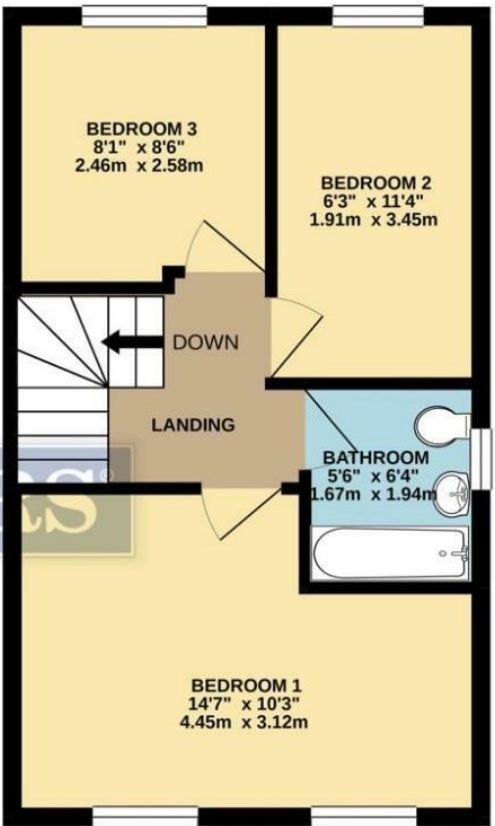 BEDROOM 3
8'1" x 8'6"
2.46m x 2.58m
BEDROOM 2
6'3" x 11'4"
1.91m x 3.45m
DOWN
LANDING
BATHROOM
5'6" x 6'4"
1.67m x 1.94m
RS
BEDROOM 1
14'7" x 10'3"
4.45m x 3.12m